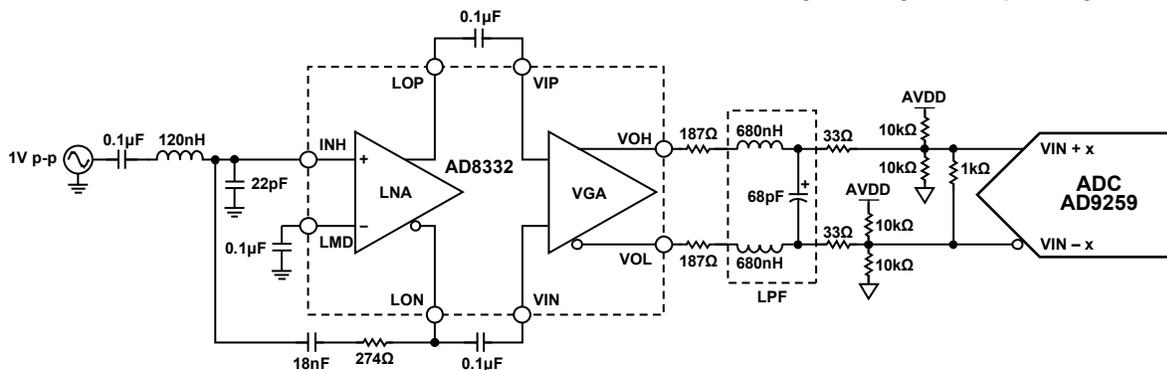 0.1µF
LOP
VIP
AVDD
0.1µF
120nH
1V p-p
INH
AD8332
VOH
187Ω
680nH
33Ω
10kΩ
10kΩ
1kΩ
VIN + x
22pF
LNA
VGA
68pF
+
AVDD
ADC
AD9259
0.1µF
LMD
10kΩ
VOL
187Ω
680nH
33Ω
10kΩ
VIN – x
LON
VIN
LPF
18nF
274Ω
0.1µF